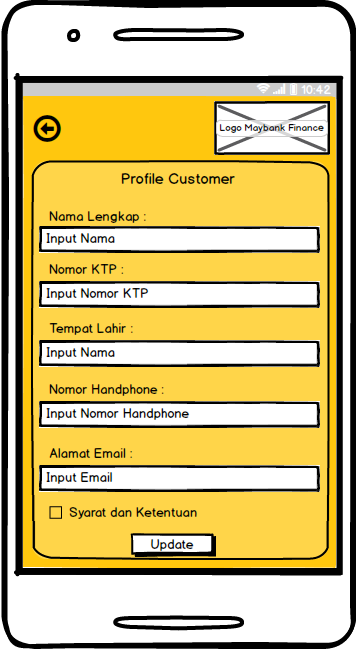 10:42
Logo Maybank Finance
Profile Customer
Nama Lengkap :
Input Nama
Nomor KTP :
Input Nomor KTP
Tempat Lahir :
Input Nama
Nomor Handphone :
Input Nomor Handphone
Alamat Email :
Input Email
Syarat dan Ketentuan
Update